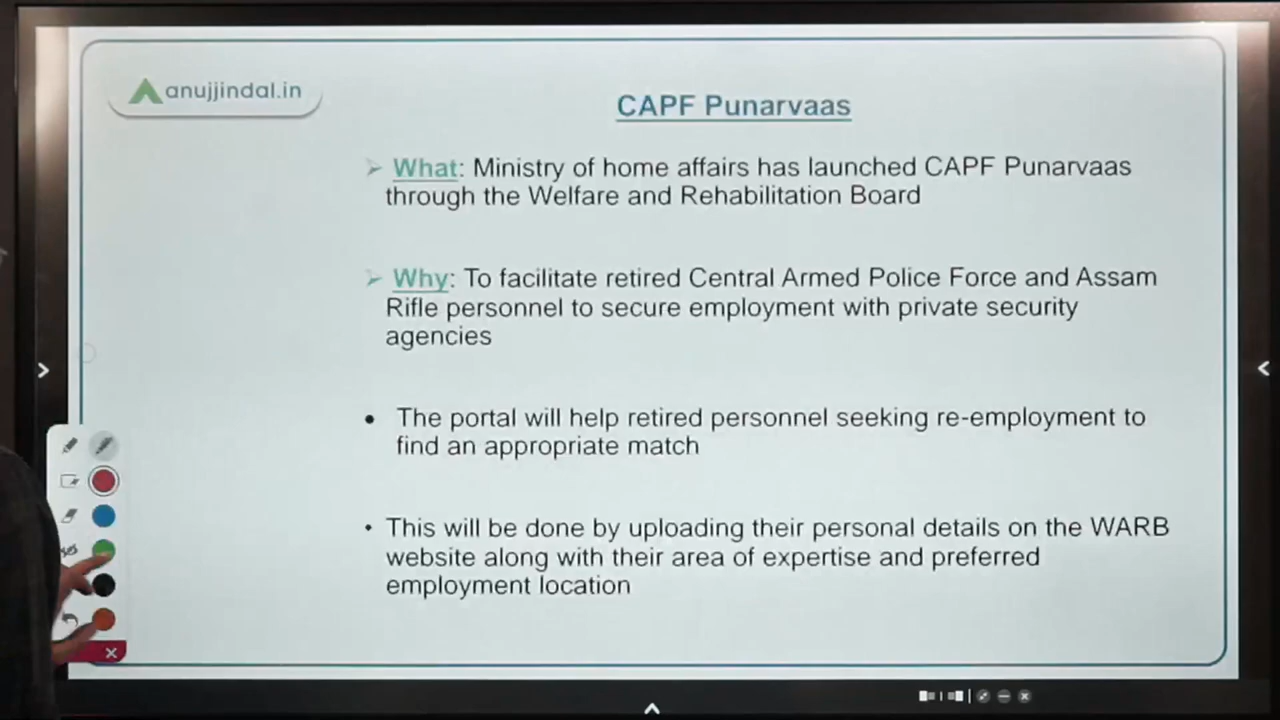 anujjindal.in
CAPF Punarvaas
What: Ministry of home affairs has launched CAPF Punarvaas
through the Welfare and Rehabilitation Board
Why: To facilitate retired Central Armed Police Force and Assam
Rifle personnel to secure employment with private security
agencies
• The portal will help retired personnel seeking re-employment to
find an appropriate match
• This will be done by uploading their personal details on the WARB
website along with their area of expertise and preferred
employment location